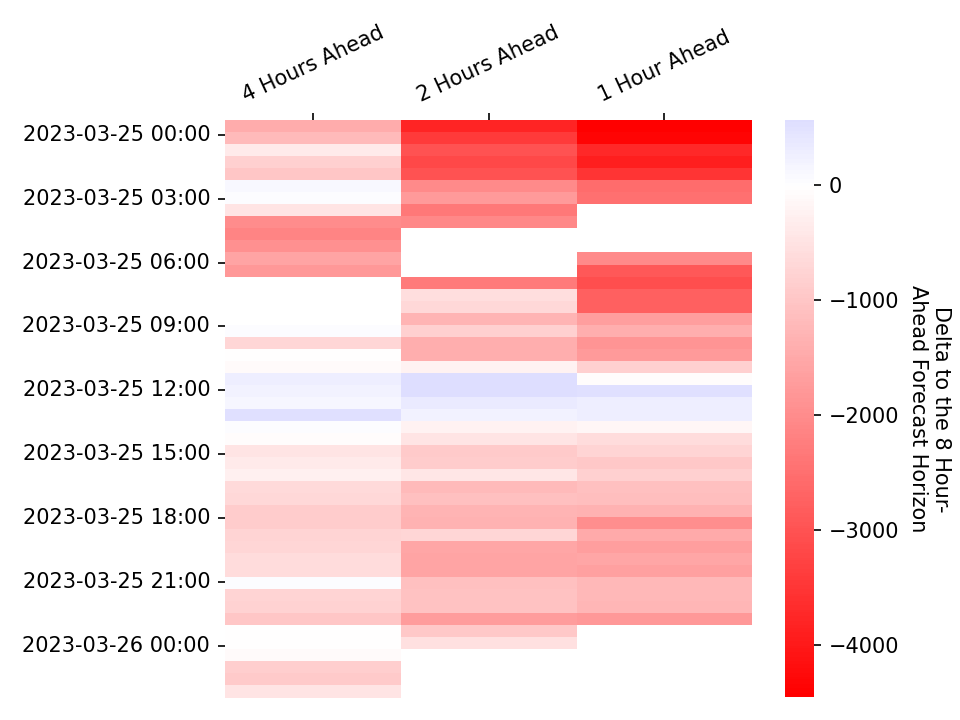 4 Hours Ahead
2 Hours Ahead
1 Hour Ahead
2023-03-25 00:00
2023-03-25 03:00
2023-03-25 06:00
2023-03-25 09:00
2023-03-25 12:00
2023-03-25 15:00
2023-03-25 18:00
2023-03-25 21:00
2023-03-26 00:00
0
−1000
−2000
−3000
−4000
Delta to the 8 Hour-
Ahead Forecast Horizon